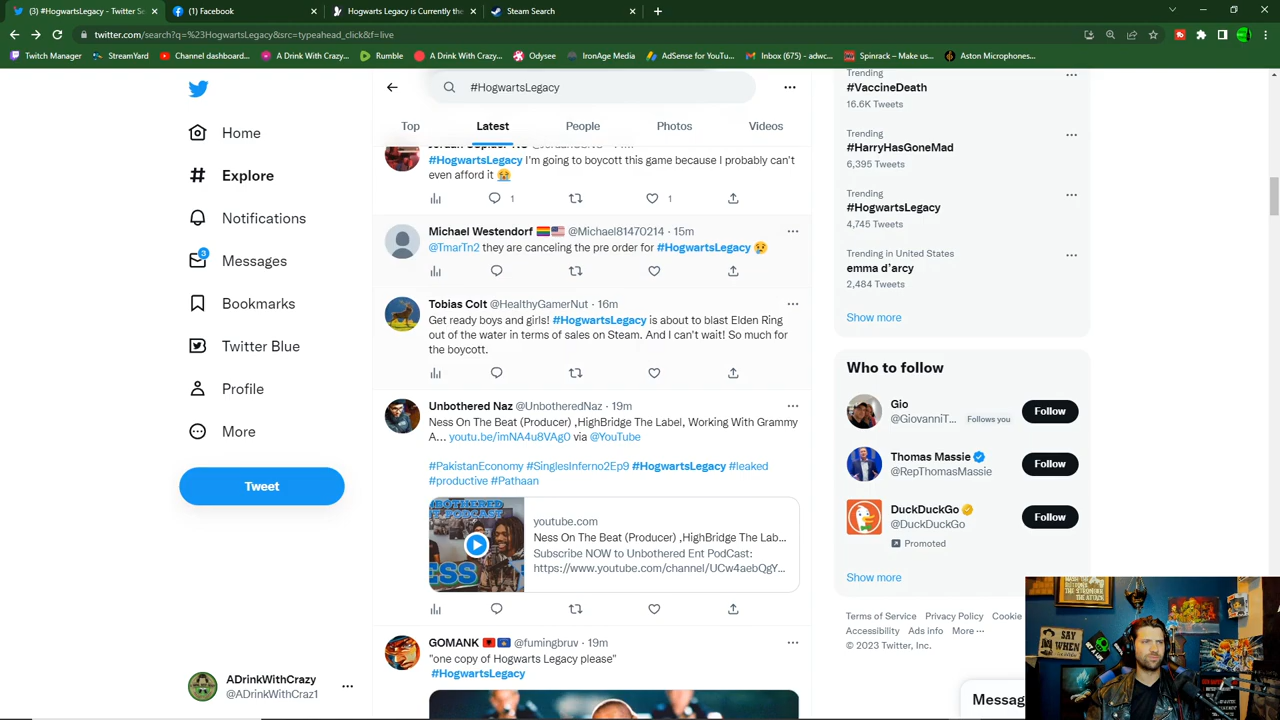 (3) #HogwartsLegacy - Twitter Se
Facebook
Hogwarts Legacy is Currently the
Steam Search
twitter.com/search?q=%23HogwartsLegacy&src=typeahead_click&f=live
Twitch Manager
StreamYard
Channel dashboard...
A Drink With Crazy...
Rumble
A Drink With Crazy...
Odysee
IronAge Media
AdSense for YouTub...
Inbox (675) - adwc...
Spinrack – Make us...
Aston Microphones...
#HogwartsLegacy
Top
Latest
People
Photos
Videos
Home
Explore
Notifications
3
Messages
Bookmarks
Twitter Blue
Profile
More
Tweet
ADrinkWithCrazy
@ADrinkWithCraz1
#HogwartsLegacy I'm going to boycott this game because I probably can't
even afford it
1
1
Michael Westendorf @Michael81470214 · 15m
@TmarTn2 they are canceling the pre order for #HogwartsLegacy
Tobias Colt @HealthyGamerNut · 16m
Get ready boys and girls! #HogwartsLegacy is about to blast Elden Ring
out of the water in terms of sales on Steam. And I can't wait! So much for
the boycott.
Unbothered Naz @UnbotheredNaz · 19m
Ness On The Beat (Producer) ,HighBridge The Label, Working With Grammy
A... youtu.be/imNA4u8VAg0 via @YouTube
#PakistanEconomy #SinglesInferno2Ep9 #HogwartsLegacy #leaked
#productive #Pathaan
youtube.com
Ness On The Beat (Producer) ,HighBridge The Lab...
Subscribe NOW to Unbothered Ent PodCast:
https://www.youtube.com/channel/UCw4aebQgY...
GOMANK @fumingbruv · 19m
"one copy of Hogwarts Legacy please"
#HogwartsLegacy
Trending
#VaccineDeath
16.6K Tweets
Trending
#HarryHasGoneMad
6,395 Tweets
Trending
#HogwartsLegacy
4,745 Tweets
Trending in United States
emma d'arcy
2,484 Tweets
Show more
Who to follow
Gio
@GiovanniT... Follows you
Follow
Thomas Massie
@RepThomasMassie
Follow
DuckDuckGo
@DuckDuckGo
Follow
Promoted
Show more
Terms of Service Privacy Policy Cookie
Accessibility Ads info More
© 2023 Twitter, Inc.
SAY
WHEN
Messa